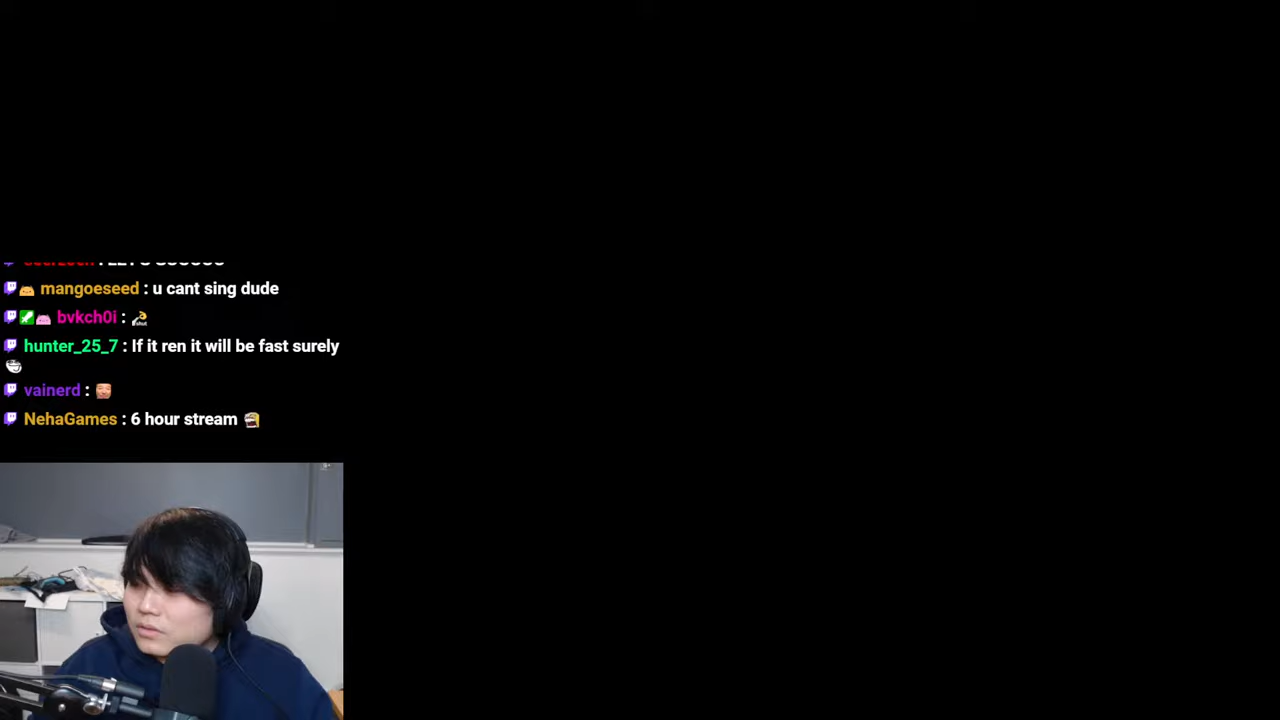 mangoeseed : u cant sing dude
bvkch0i :
hunter_25_7 : If it ren it will be fast surely
vainerd :
NehaGames : 6 hour stream